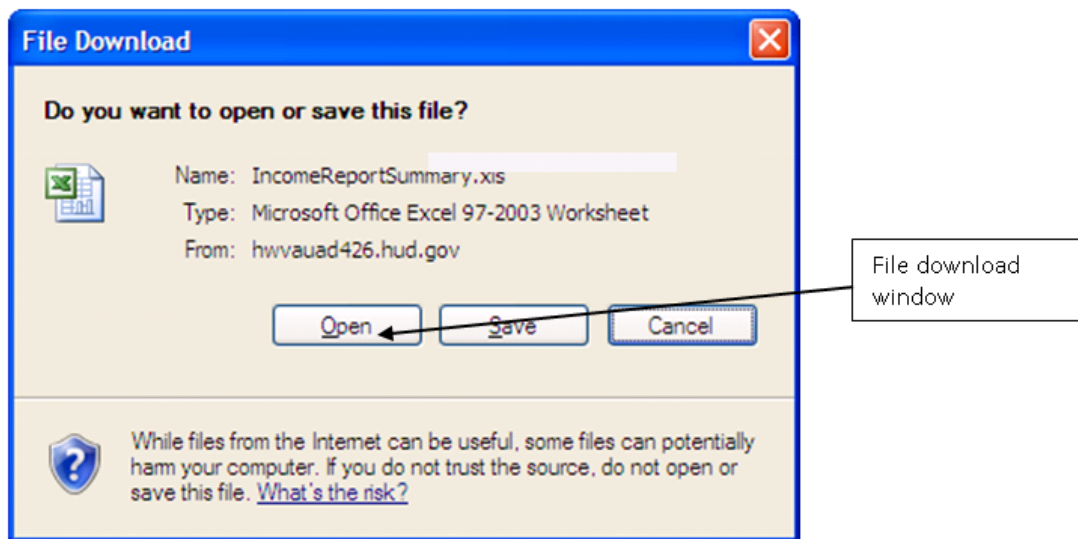 File Download
Do you want to open or save this file?
Name: IncomeReportSummary.xls
Type: Microsoft Office Excel 97-2003 Worksheet
From: hwvauad426.hud.gov
Open Save Cancel
File download
window
While files from the Internet can be useful, some files can potentially
harm your computer. If you do not trust the source, do not open or
save this file. What's the risk?